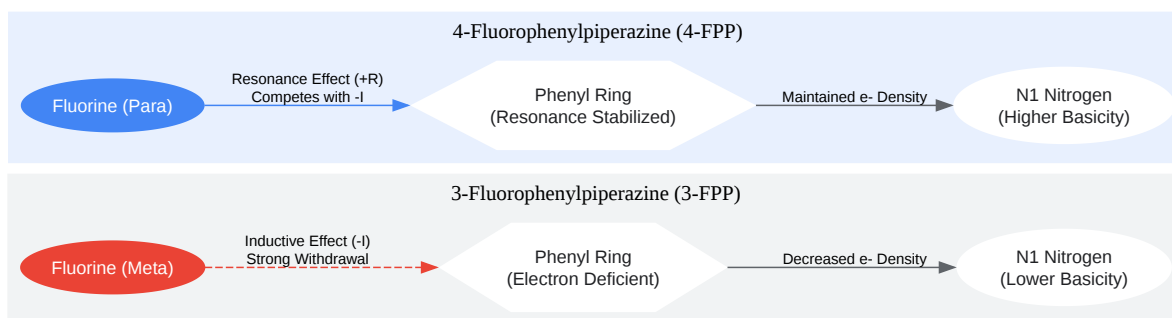 4-Fluorophenylpiperazine (4-FPP)
Fluorine (Para)
Resonance Effect (+R)
Competes with -I
Phenyl Ring
(Resonance Stabilized)
Maintained e- Density
N1 Nitrogen
(Higher Basicity)
3-Fluorophenylpiperazine (3-FPP)
Fluorine (Meta)
Inductive Effect (-I)
Strong Withdrawal
Phenyl Ring
(Electron Deficient)
Decreased e- Density
N1 Nitrogen
(Lower Basicity)